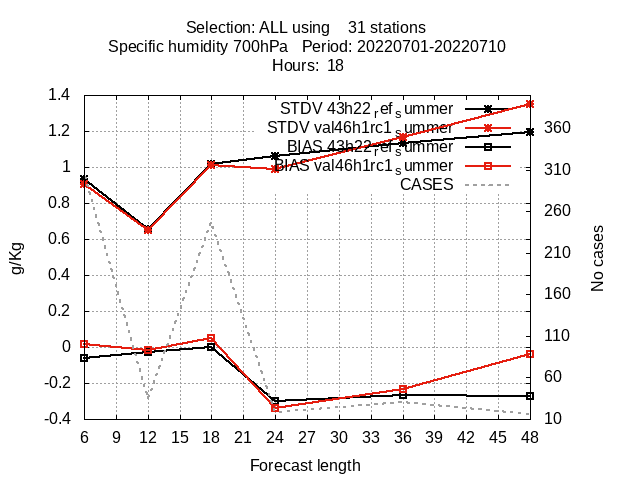 Selection: ALL using 31 stations
Specific humidity 700hPa Period: 20220701-20220710
Hours: 18
STDV 43h22_ref_summer
STDV val46h1rc1_summer
BIAS 43h22_ref_summer
BIAS val46h1rc1_summer
CASES
1.4
1.2
1
0.8
0.6
0.4
0.2
0
-0.2
-0.4
g/Kg
360
310
260
210
160
110
60
10
No cases
6 9 12 15 18 21 24 27 30 33 36 39 42 45 48
Forecast length